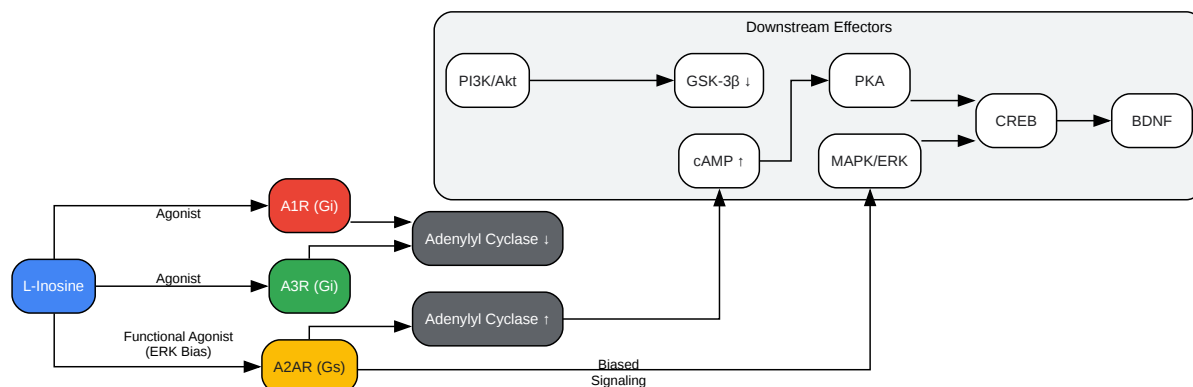 Downstream Effectors
PI3K/Akt
GSK-3β ↓
PKA
CREB
BDNF
cAMP ↑
MAPK/ERK
A1R (Gi)
Agonist
Adenylyl Cyclase ↓
L-Inosine
Agonist
A3R (Gi)
Adenylyl Cyclase ↑
Functional Agonist
(ERK Bias)
A2AR (Gs)
Biased
Signaling